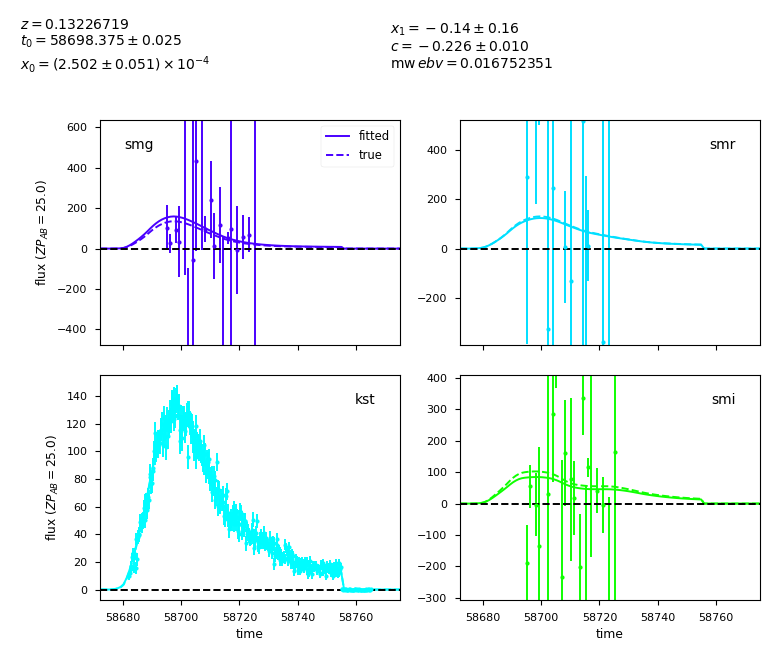 z = 0.13226719
t₀ = 58698.375 ± 0.025
x₀ = (2.502 ± 0.051) × 10⁻⁴
x₁ = −0.14 ± 0.16
c = −0.226 ± 0.010
mw ebv = 0.016752351
smg
fitted
true
600
400
200
0
−200
−400
flux (ZP_AB = 25.0)
smr
400
200
0
−200
kst
140
120
100
80
60
40
20
0
flux (ZP_AB = 25.0)
58680 58700 58720 58740 58760
time
smi
400
300
200
100
0
−100
−200
−300
58680 58700 58720 58740 58760
time